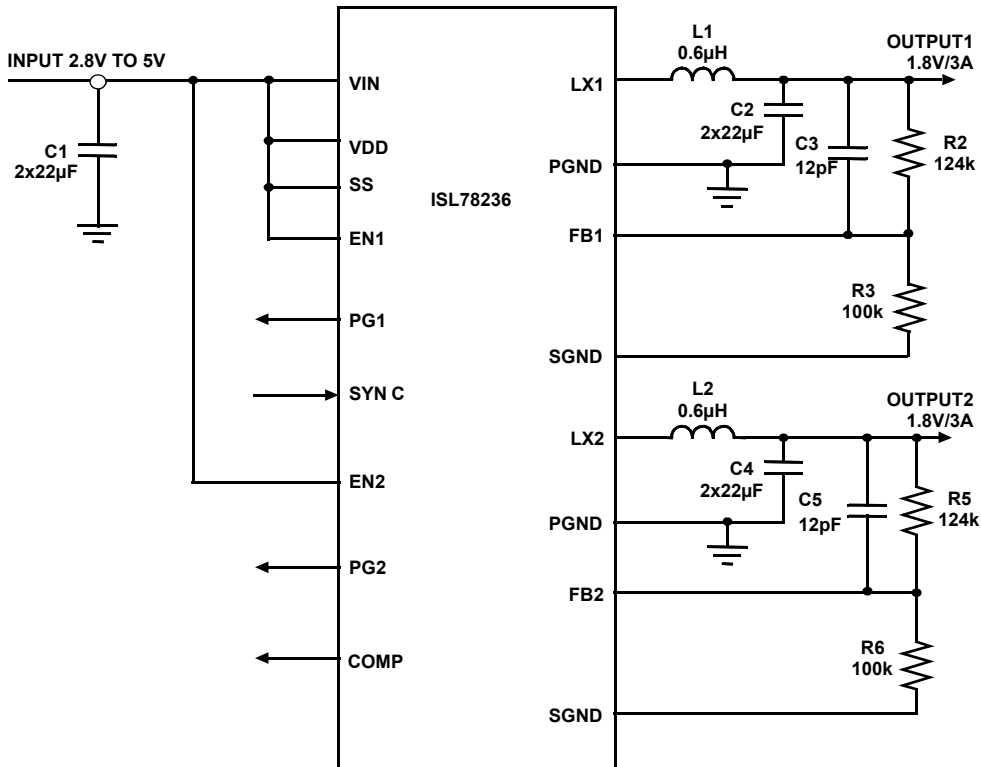 INPUT 2.8V TO 5V
C1
2x22µF
VIN
VDD
SS
EN1
PG1
SYN C
EN2
PG2
COMP
ISL78236
LX1
PGND
FB1
SGND
LX2
PGND
FB2
SGND
L1
0.6µH
C2
2x22µF
C3
12pF
OUTPUT1
1.8V/3A
R2
124k
R3
100k
L2
0.6µH
C4
2x22µF
C5
12pF
OUTPUT2
1.8V/3A
R5
124k
R6
100k